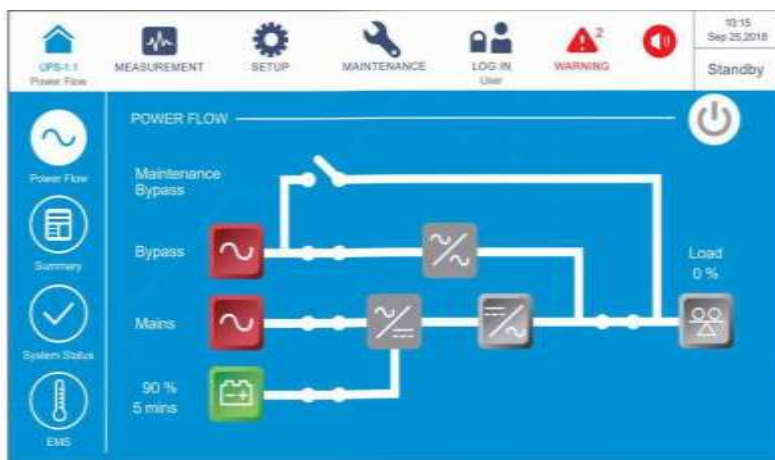 UPS-1.1
Power Flow
MEASUREMENT
SETUP
MAINTENANCE
LOG IN
User
2
WARNING
10:15
Sep 25,2018
Standby
POWER FLOW
Power Flow
Maintenance
Bypass
Summary
Bypass
Load
0 %
System Status
Mains
90 %
5 mins
EMS